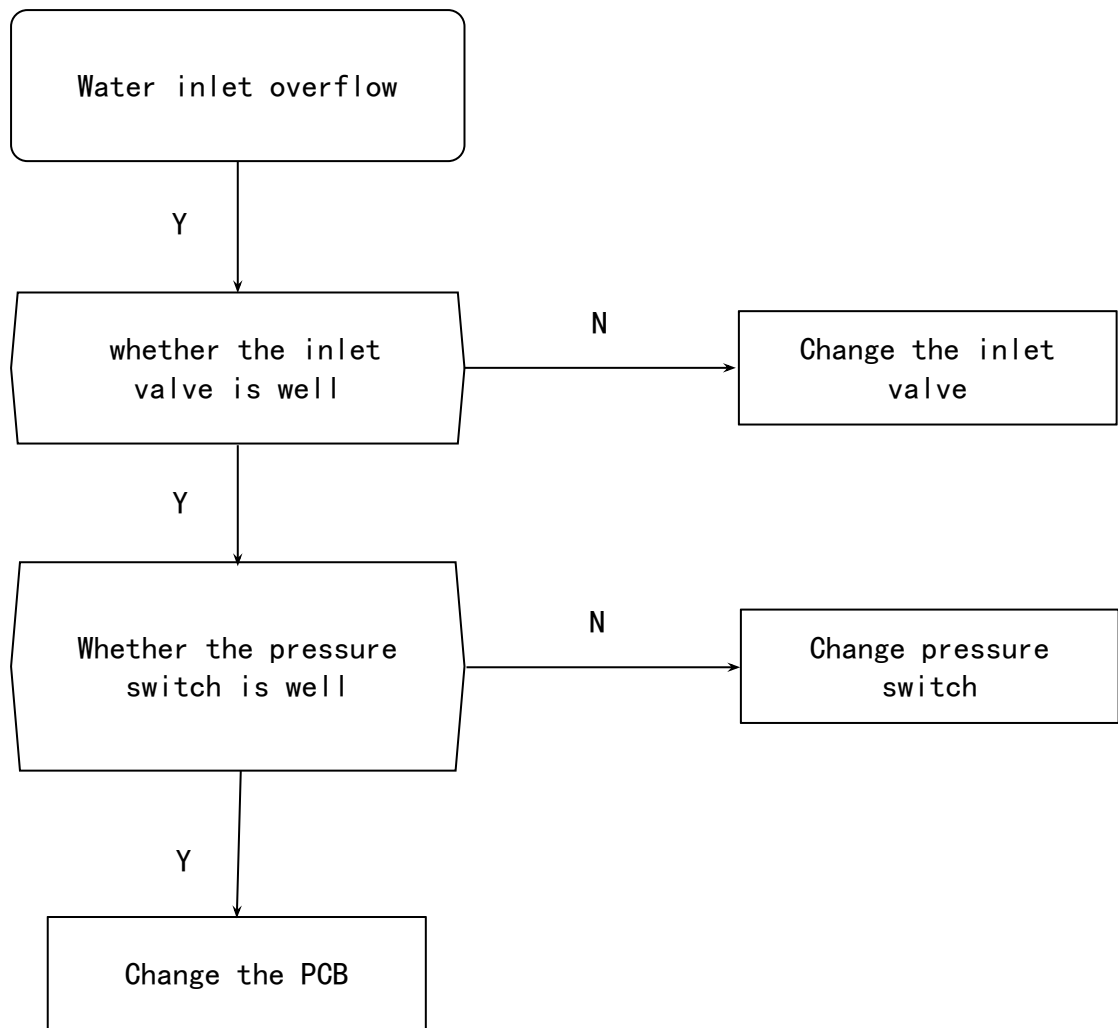 Water inlet overflow
Y
whether the inlet
valve is well
N
Change the inlet
valve
Y
Whether the pressure
switch is well
N
Change pressure
switch
Y
Change the PCB